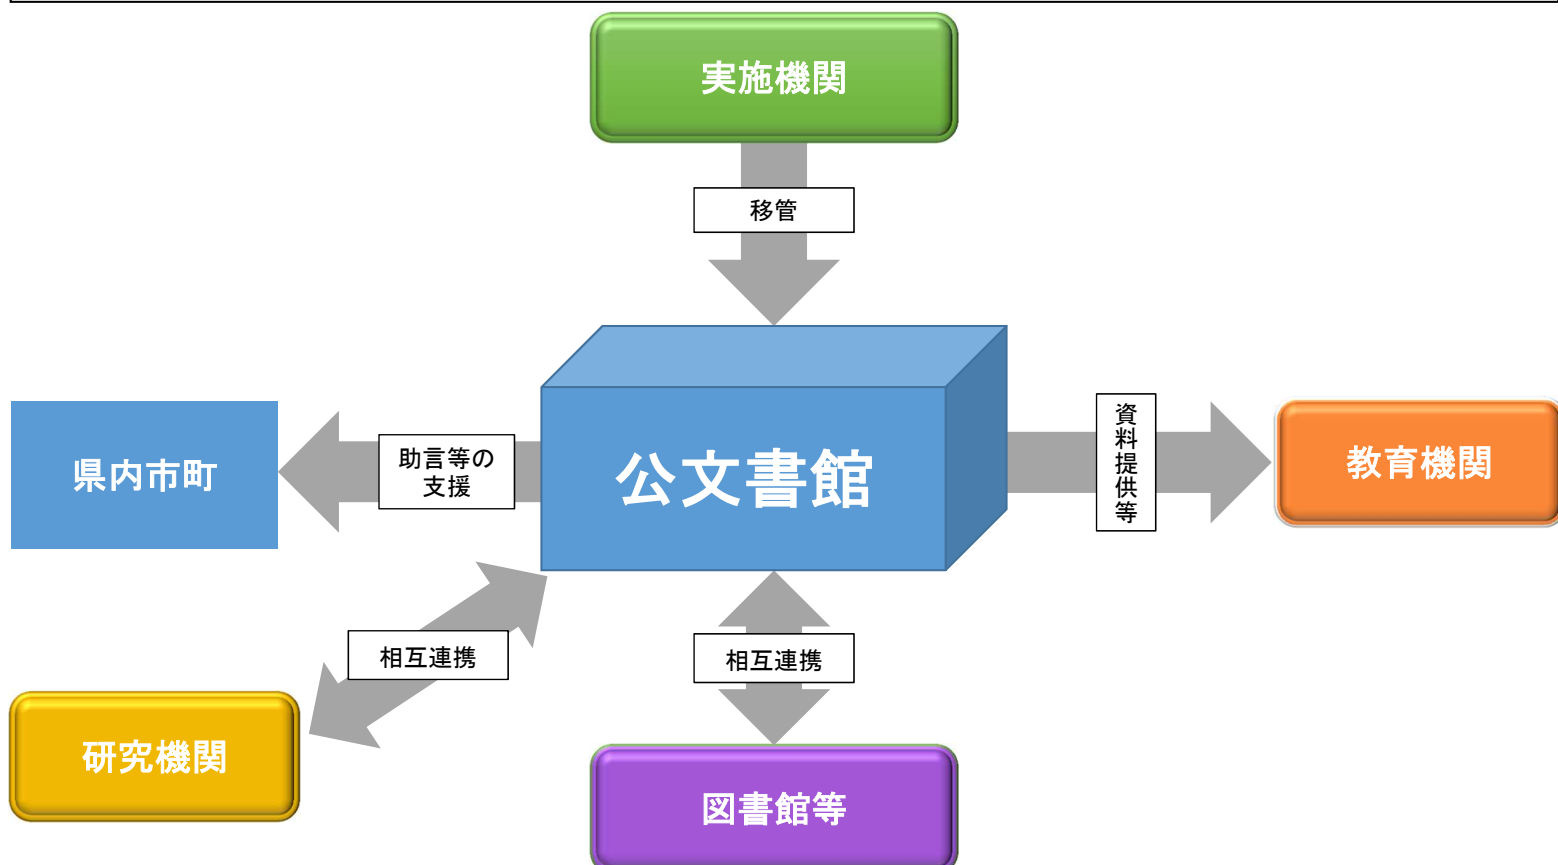 実施機関
移管
県内市町
助言等の
支援
公文書館
資料提供等
教育機関
相互連携
相互連携
研究機関
図書館等